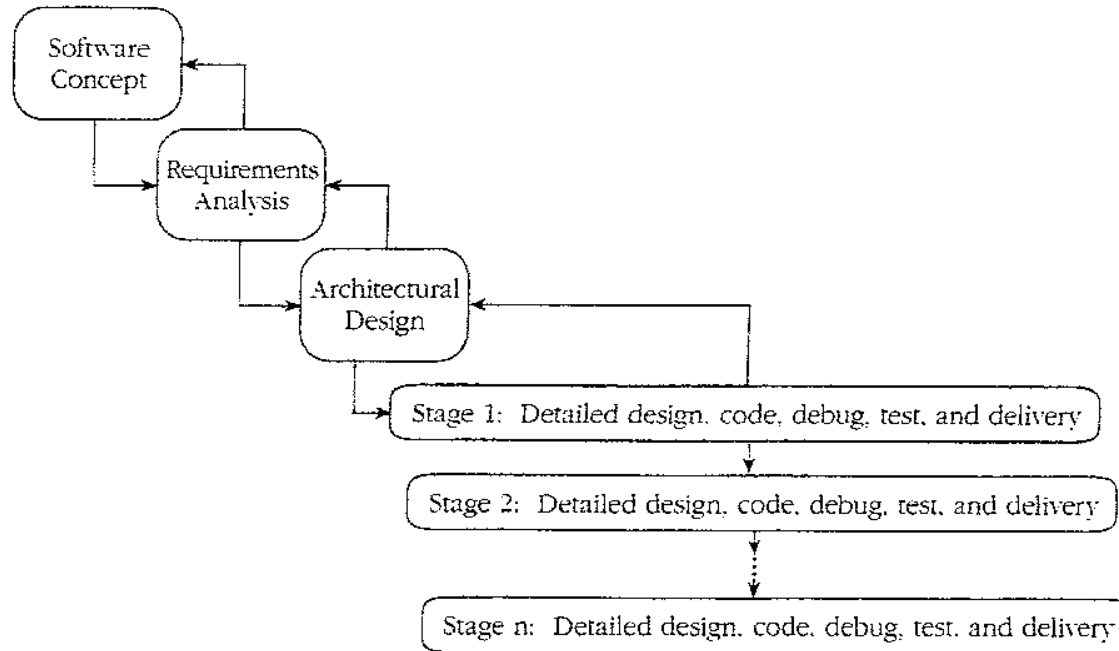 Software
Concept
Requirements
Analysis
Architectural
Design
Stage 1: Detailed design, code, debug, test, and delivery
Stage 2: Detailed design, code, debug, test, and delivery
Stage n: Detailed design, code, debug, test, and delivery